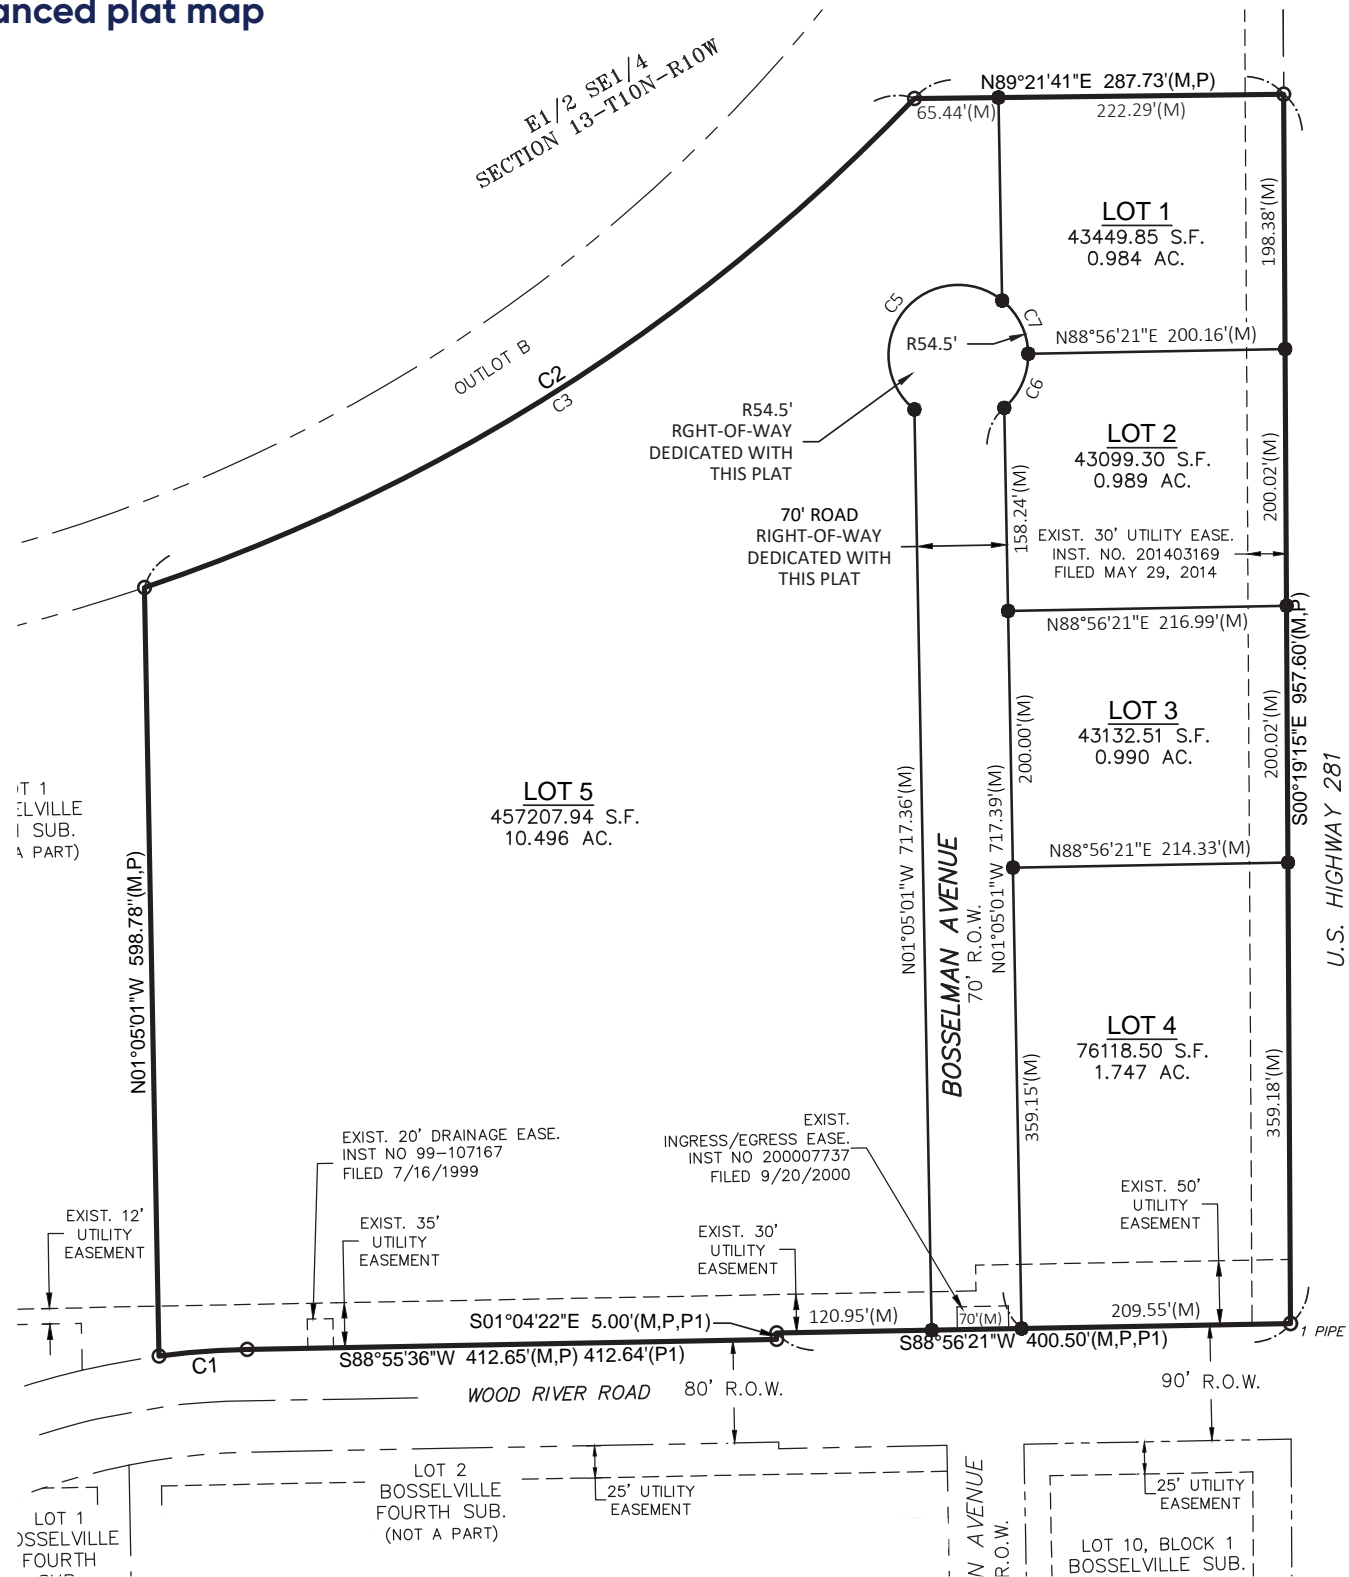 anced plat map
E1/2 SE1/4
SECTION 13-T10N-R10W
N89°21'41"E 287.73'(M,P)
65.44'(M)
222.29'(M)
LOT 1
43449.85 S.F.
0.984 AC.
198.38'(M)
C5
C7
R54.5'
N88°56'21"E 200.16'(M)
C6
OUTLOT B
C2
C3
R54.5'
RGHT-OF-WAY
DEDICATED WITH
THIS PLAT
LOT 2
43099.30 S.F.
0.989 AC.
200.02'(M)
158.24'(M)
70' ROAD
RIGHT-OF-WAY
DEDICATED WITH
THIS PLAT
EXIST. 30' UTILITY EASE.
INST. NO. 201403169
FILED MAY 29, 2014
N88°56'21"E 216.99'(M)
S00°19'15"E 957.60'(M,P)
LOT 3
43132.51 S.F.
0.990 AC.
200.00'(M)
200.02'(M)
U.S. HIGHWAY 281
OT 1
ELVILLE
SUB.
A PART)
LOT 5
457207.94 S.F.
10.496 AC.
N01°05'01"W 717.36'(M)
N01°05'01"W 717.39'(M)
N88°56'21"E 214.33'(M)
BOSSELMAN AVENUE
70' R.O.W.
N01°05'01"W 598.78"(M,P)
LOT 4
76118.50 S.F.
1.747 AC.
359.15'(M)
359.18'(M)
EXIST. 20' DRAINAGE EASE.
INST NO 99-107167
FILED 7/16/1999
EXIST.
INGRESS/EGRESS EASE.
INST NO 200007737
FILED 9/20/2000
EXIST. 50'
UTILITY
EASEMENT
EXIST. 12'
UTILITY
EASEMENT
EXIST. 35'
UTILITY
EASEMENT
EXIST. 30'
UTILITY
EASEMENT
S01°04'22"E 5.00'(M,P,P1)
120.95'(M)
70'(M)
209.55'(M)
1 PIPE
C1
S88°55'36"W 412.65'(M,P) 412.64'(P1)
S88°56'21"W 400.50'(M,P,P1)
WOOD RIVER ROAD
80' R.O.W.
90' R.O.W.
LOT 2
BOSSELVILLE
FOURTH SUB.
(NOT A PART)
25' UTILITY
EASEMENT
N AVENUE
R.O.W.
25' UTILITY
EASEMENT
LOT 1
OSSELVILLE
FOURTH
LOT 10, BLOCK 1
BOSSELVILLE SUB.